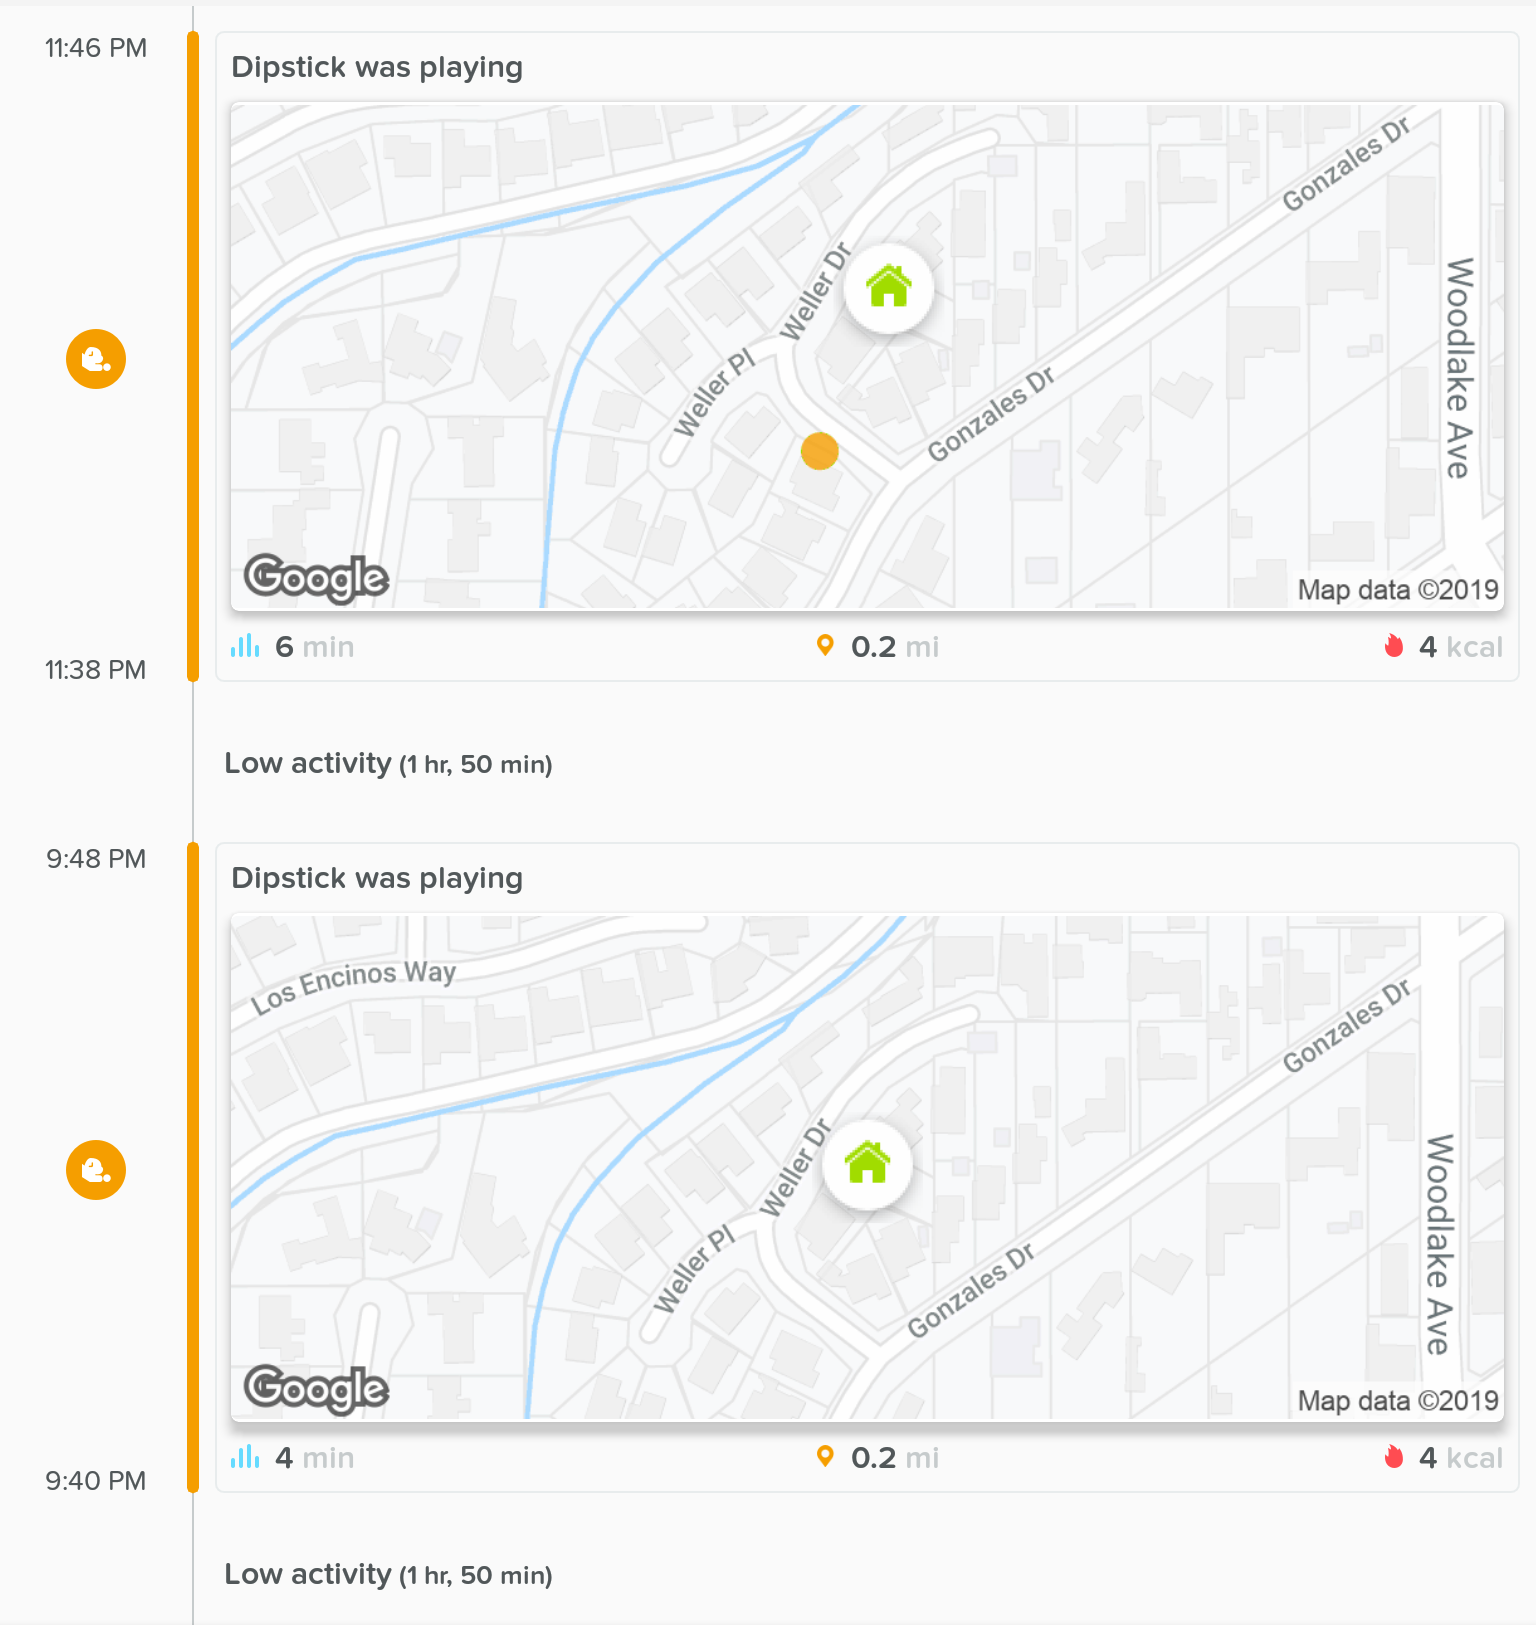 11:46 PM
Dipstick was playing
Gonzales Dr
Weller Dr
Woodlake Ave
Weller Pl
Gonzales Dr
Google
Map data ©2019
6 min
0.2 mi
4 kcal
11:38 PM
Low activity (1 hr, 50 min)
9:48 PM
Dipstick was playing
Los Encinos Way
Gonzales Dr
Weller Dr
Woodlake Ave
Weller Pl
Gonzales Dr
Google
Map data ©2019
4 min
0.2 mi
4 kcal
9:40 PM
Low activity (1 hr, 50 min)